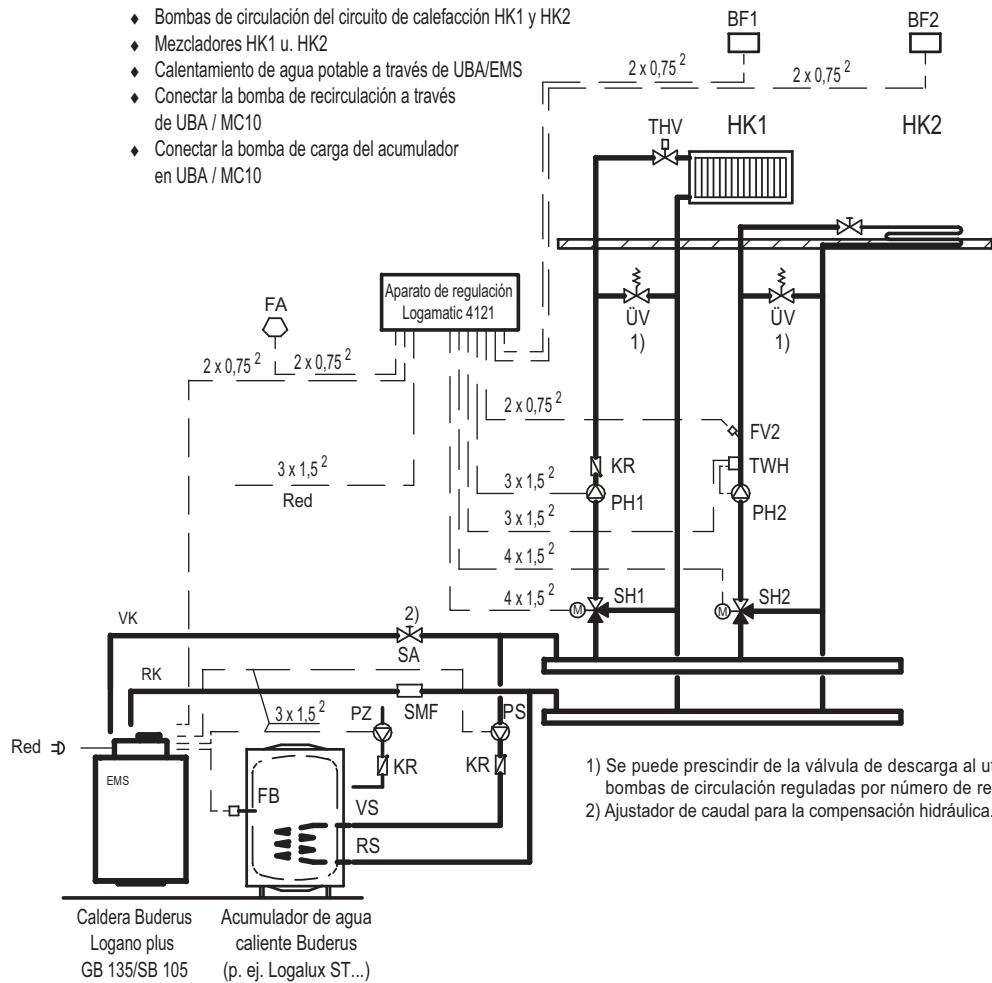 ♦ Bombas de circulación del circuito de calefacción HK1 y HK2
♦ Mezcladores HK1 u. HK2
♦ Calentamiento de agua potable a través de UBA/EMS
♦ Conectar la bomba de recirculación a través
de UBA / MC10
♦ Conectar la bomba de carga del acumulador
en UBA / MC10
BF1
BF2
2 x 0,75 2
2 x 0,75 2
THV
HK1
HK2
Aparato de regulación
Logamatic 4121
FA
2 x 0,75 2
2 x 0,75 2
ÜV
1)
ÜV
1)
2 x 0,75 2
FV2
3 x 1,5 2
Red
KR
TWH
3 x 1,5 2
PH1
PH2
3 x 1,5 2
4 x 1,5 2
4 x 1,5 2
M
SH1
M
SH2
VK
2)
SA
RK
SMF
3 x 1,5 2
PZ
PS
Red
EMS
KR
KR
FB
VS
RS
1) Se puede prescindir de la válvula de descarga al u
bombas de circulación reguladas por número de re
2) Ajustador de caudal para la compensación hidráulica.
Caldera Buderus
Logano plus
GB 135/SB 105
Acumulador de agua
caliente Buderus
(p. ej. Logalux ST...)